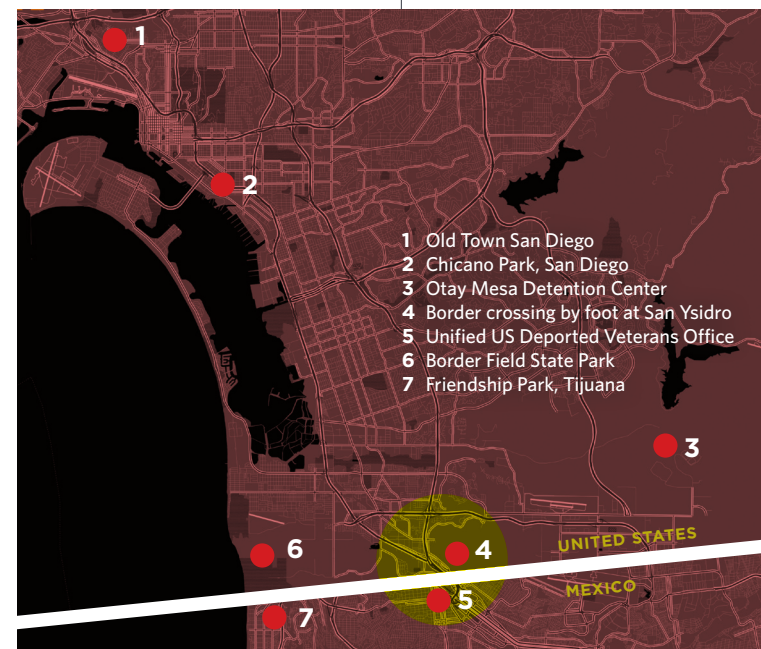 1
2
1 Old Town San Diego
2 Chicano Park, San Diego
3 Otay Mesa Detention Center
4 Border crossing by foot at San Ysidro
5 Unified US Deported Veterans Office
6 Border Field State Park
7 Friendship Park, Tijuana
3
UNITED STATES
6
4
MEXICO
5
7